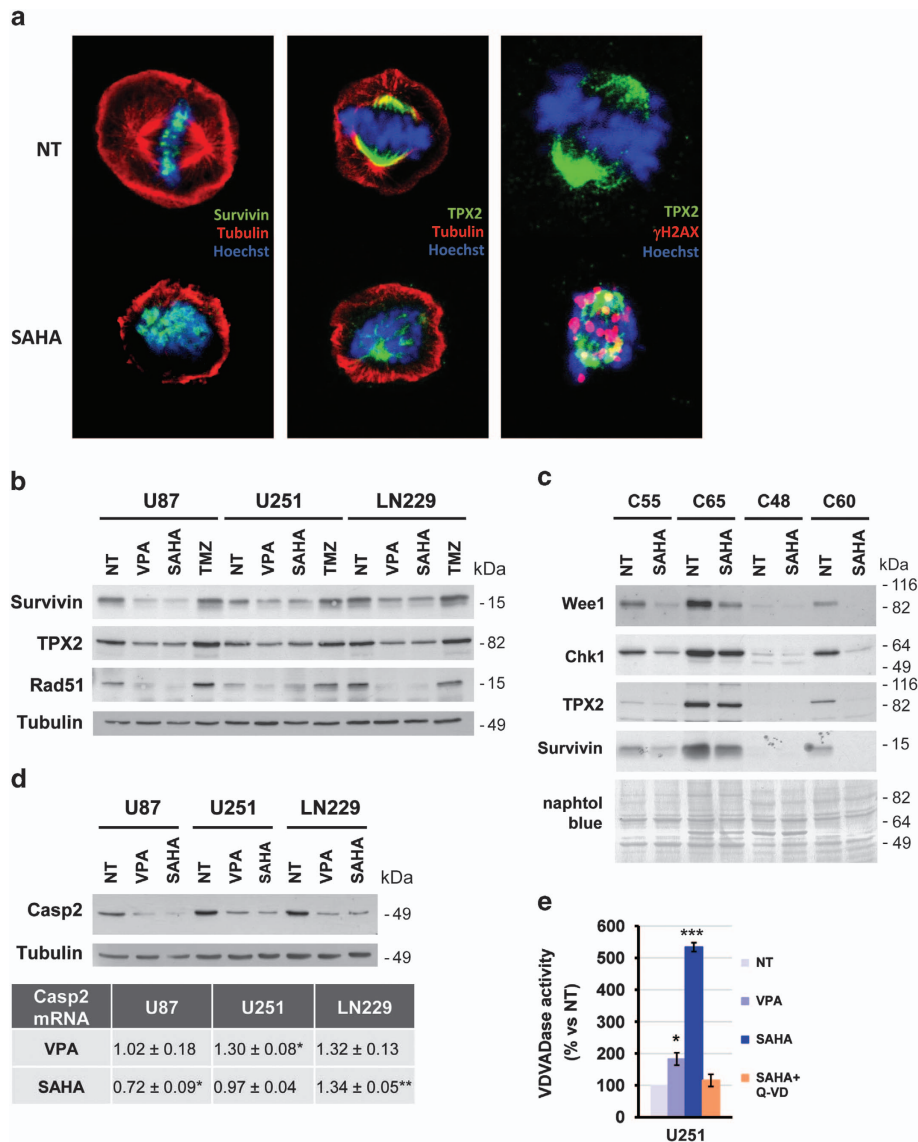 a
NT
Survivin
Tubulin
Hoechst
TPX2
Tubulin
Hoechst
TPX2
γH2AX
Hoechst
SAHA
b
U87 U251 LN229
NT VPA SAHA TMZ NT VPA SAHA TMZ NT VPA SAHA TMZ kDa
Survivin - 15
TPX2 - 82
Rad51 - 15
Tubulin - 49
c
C55 C65 C48 C60
NT SAHA NT SAHA NT SAHA NT SAHA kDa
Wee1 - 116
- 82
Chk1 - 64
- 49
TPX2 - 116
- 82
Survivin - 15
naphtol
blue
- 82
- 64
- 49
d
U87 U251 LN229
NT VPA SAHA NT VPA SAHA NT VPA SAHA kDa
Casp2 - 49
Tubulin - 49
Casp2
mRNA
U87 U251 LN229
VPA 1.02 ± 0.18 1.30 ± 0.08* 1.32 ± 0.13
SAHA 0.72 ± 0.09* 0.97 ± 0.04 1.34 ± 0.05**
e
VDVADase activity
(% vs NT)
600
500
400
300
200
100
0
*
***
U251
NT
VPA
SAHA
SAHA+
Q-VD